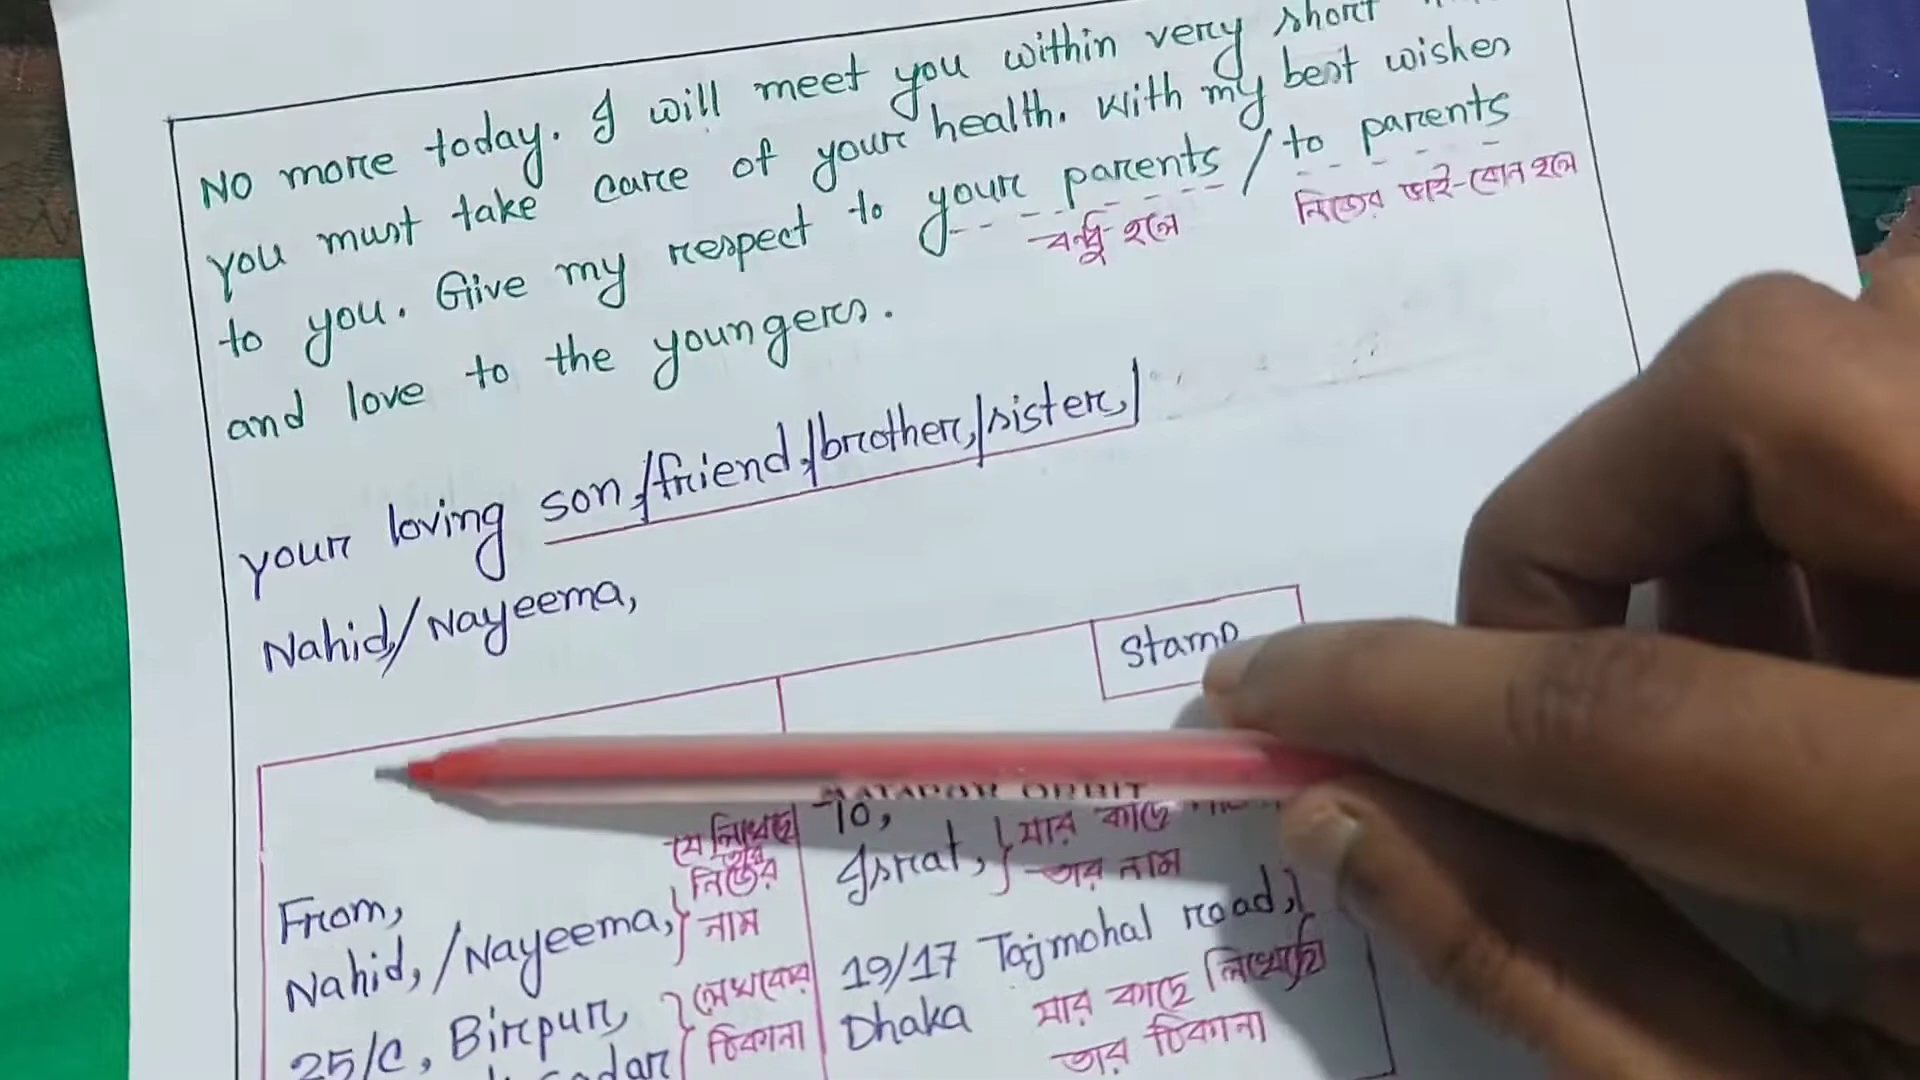 No more today. I will meet you within very short
you must take care of your health. With my best wishes
to you. Give my respect to your parents / to parents
বন্ধু হলে
নিজের ভাই-বোন হলে
and love to the youngers.
your loving son,/friend,/brother,/sister,/
Nahid,/Nayeema,
Stamp
MATADOR ORBIT
যে লিখেছে
তার
নিজের
নাম
From,
Nahid,/Nayeema,
লেখকের
ঠিকানা
25/C, Birpur,
sadar
To,
Israt,
যার কাছে
তার নাম
19/17 Tajmohal road,
Dhaka
যার কাছে লিখেছি
তার ঠিকানা